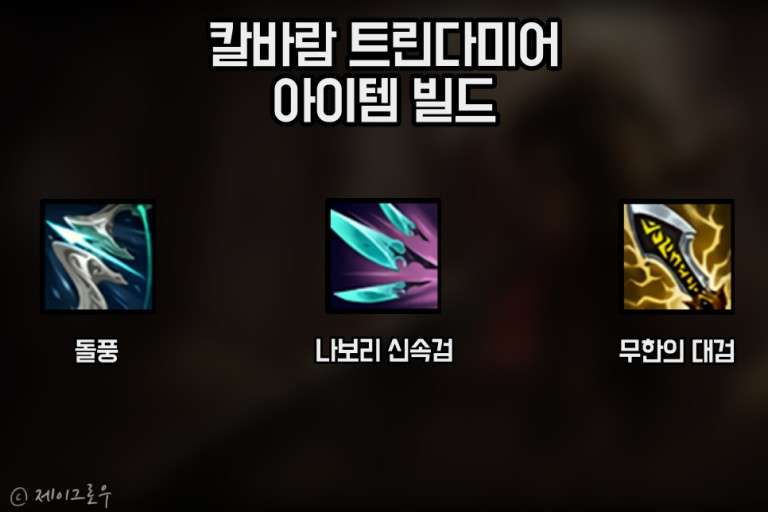 칼바람 트린다미어
아이템 빌드
돌풍
나보리 신속검
무한의 대검
ⓒ 제이그로우